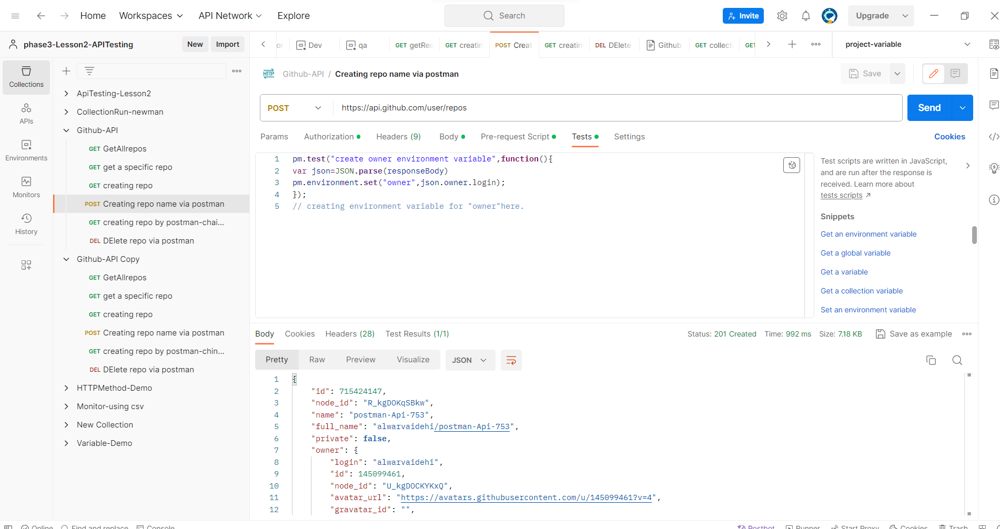 Home Workspaces API Network Explore Search Invite Upgrade
phase3-Lesson2-APITesting New Import
Dev qa GET getRec GET creatin POST Creat GET creatin DEL DElete Github GET collect GET project-variable
Collections
APIs
Environments
Monitors
History
ApiTesting-Lesson2
CollectionRun-newman
Github-API
GET GetAllrepos
GET get a specific repo
GET creating repo
POST Creating repo name via postman
GET creating repo by postman-chai...
DEL DElete repo via postman
Github-API Copy
GET GetAllrepos
GET get a specific repo
GET creating repo
POST Creating repo name via postman
GET creating repo by postman-chin...
DEL DElete repo via postman
HTTPMethod-Demo
Monitor-using csv
New Collection
Variable-Demo
HTTP Github-API / Creating repo name via postman Save
POST https://api.github.com/user/repos Send
Params Authorization Headers (9) Body Pre-request Script Tests Settings Cookies
1 pm.test("create owner environment variable",function(){
2 var json=JSON.parse(responseBody)
3 pm.environment.set("owner",json.owner.login);
4 });
5 // creating environment variable for "owner"here.
Test scripts are written in JavaScript,
and are run after the response is
received. Learn more about
tests scripts ↗
Snippets
Get an environment variable
Get a global variable
Get a variable
Get a collection variable
Set an environment variable
Body Cookies Headers (28) Test Results (1/1) Status: 201 Created Time: 992 ms Size: 7.18 KB Save as example
Pretty Raw Preview Visualize JSON
1 {
2 "id": 715424147,
3 "node_id": "R_kgDOKqSBkw",
4 "name": "postman-Api-753",
5 "full_name": "alwarvaidehi/postman-Api-753",
6 "private": false,
7 "owner": {
8 "login": "alwarvaidehi",
9 "id": 145099461,
10 "node_id": "U_kgDOCKYKxQ",
11 "avatar_url": "https://avatars.githubusercontent.com/u/145099461?v=4",
12 "gravatar_id": "",
Online Find and replace Console Postbot Runner Start Proxy Cookies Trash